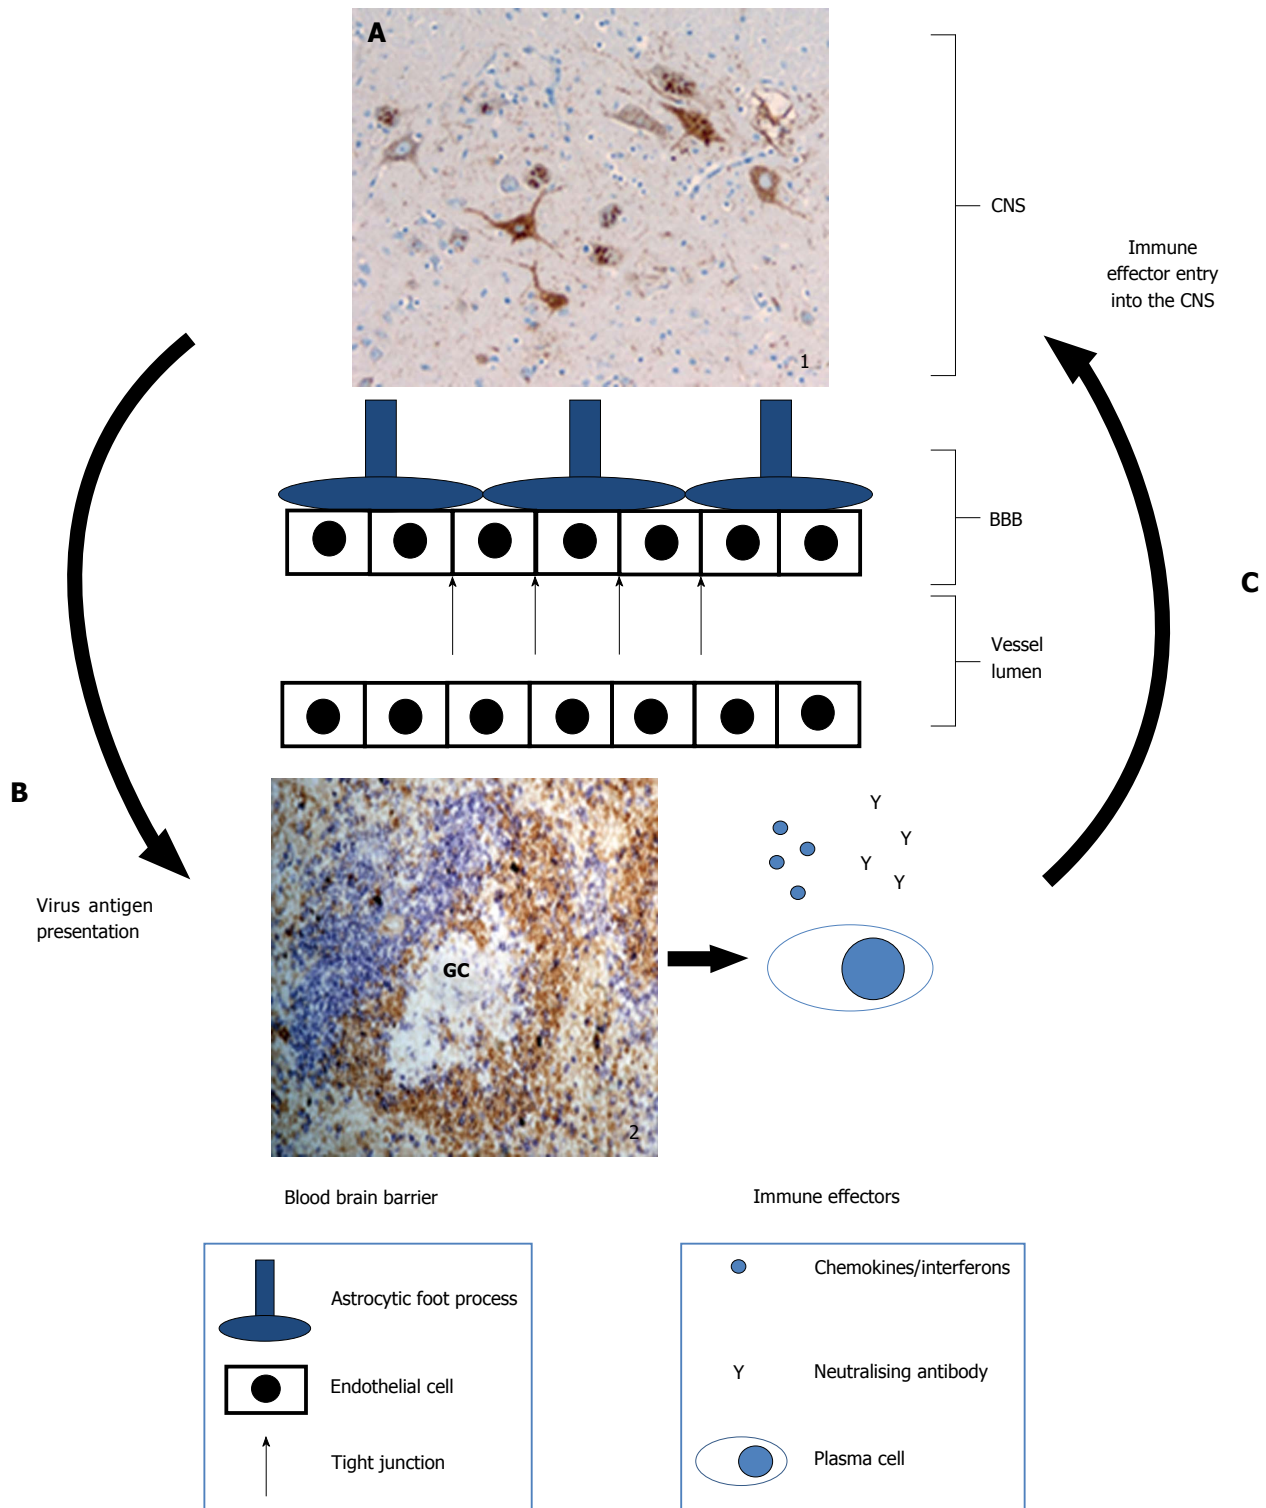 A
1
CNS
Immune
effector entry
into the CNS
BBB
C
Vessel
lumen
B
Virus antigen
presentation
GC
2
Y
Y
Y
Y
Blood brain barrier
Immune effectors
Astrocytic foot process
Endothelial cell
Tight junction
Chemokines/interferons
Y
Neutralising antibody
Plasma cell